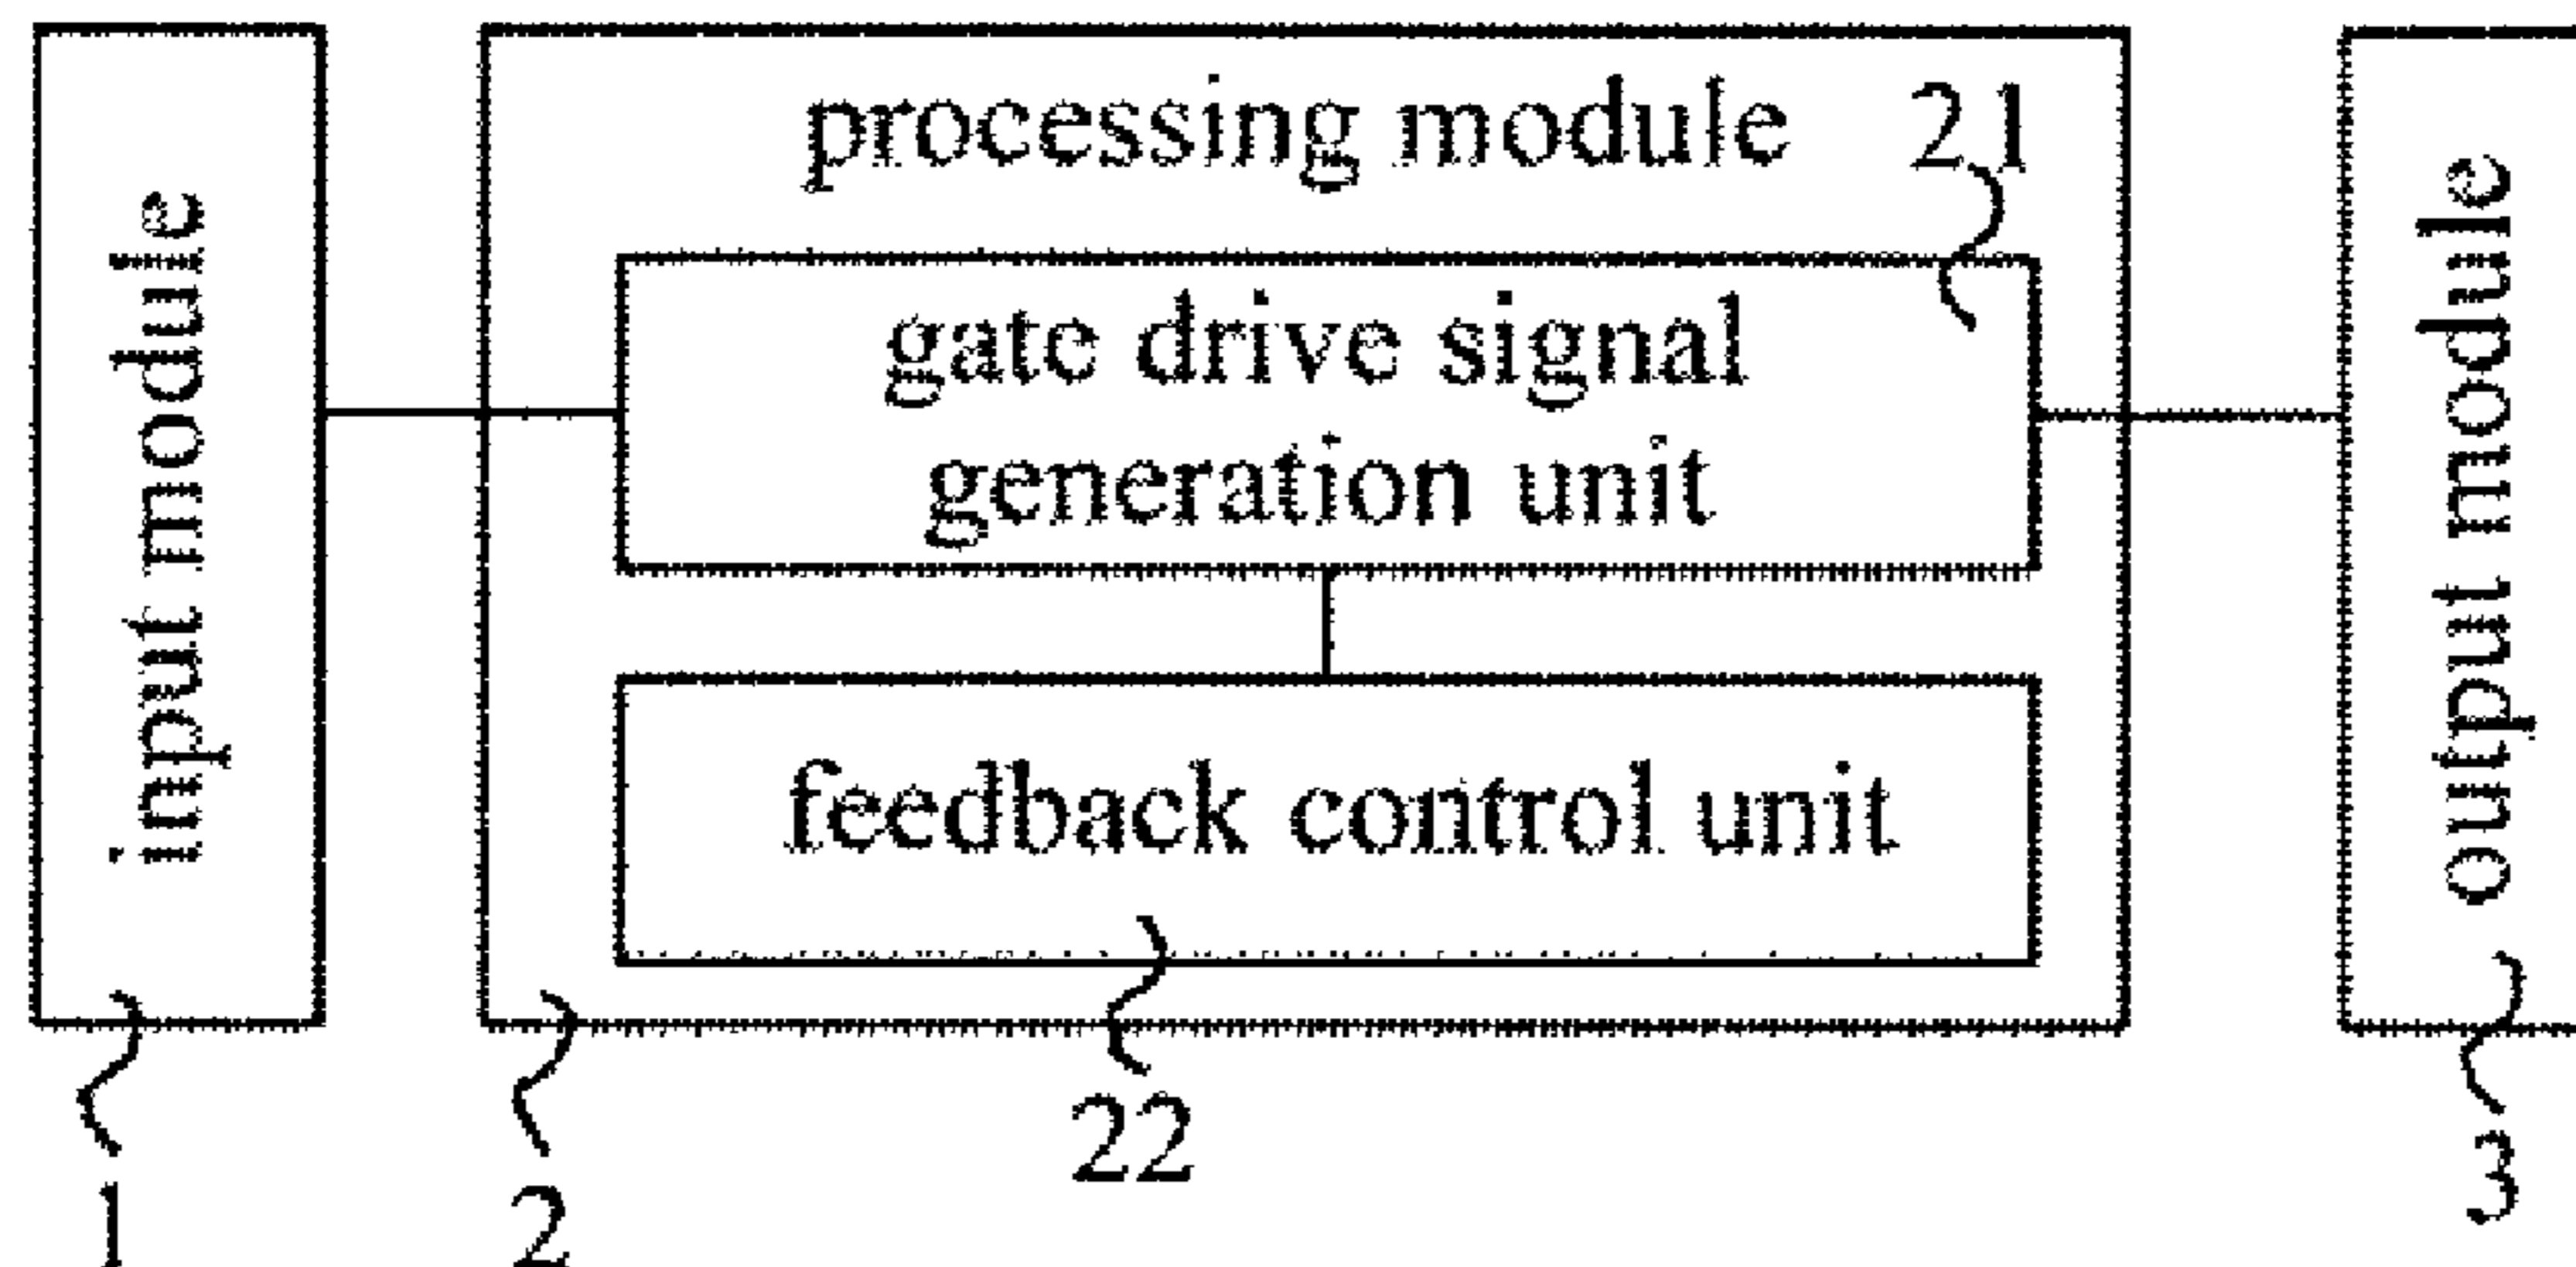 input module
processing module
21
gate drive signal
generation unit
feedback control unit
output module
1
2
22
3